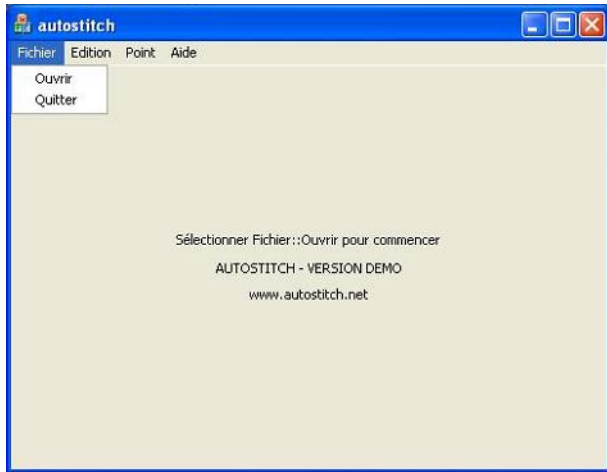 autostitch
Fichier Edition Point Aide
Ouvrir
Quitter
Sélectionner Fichier::Ouvrir pour commencer
AUTOSTITCH - VERSION DEMO
www.autostitch.net